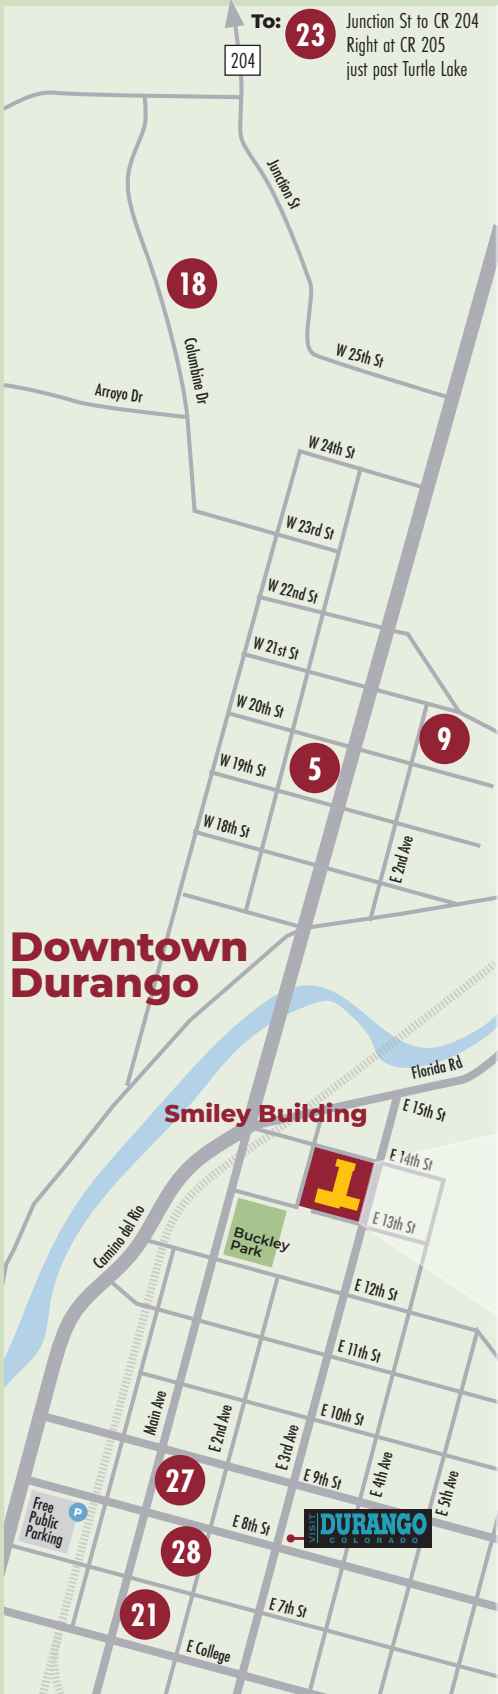 To:
23
Junction St to CR 204
Right at CR 205
just past Turtle Lake
204
Junction St
18
Columbine Dr
W 25th St
Arroyo Dr
W 24th St
W 23rd St
W 22nd St
W 21st St
W 20th St
9
W 19th St
5
W 18th St
E 2nd Ave
Downtown
Durango
Florida Rd
Smiley Building
E 15th St
E 14th St
E 13th St
Camino del Rio
Buckley
Park
E 12th St
E 11th St
Main Ave
E 2nd Ave
E 10th St
E 3rd Ave
E 9th St
E 4th Ave
E 5th Ave
27
Free
Public
Parking
P
E 8th St
VISIT
DURANGO
COLORADO
28
21
E 7th St
E College